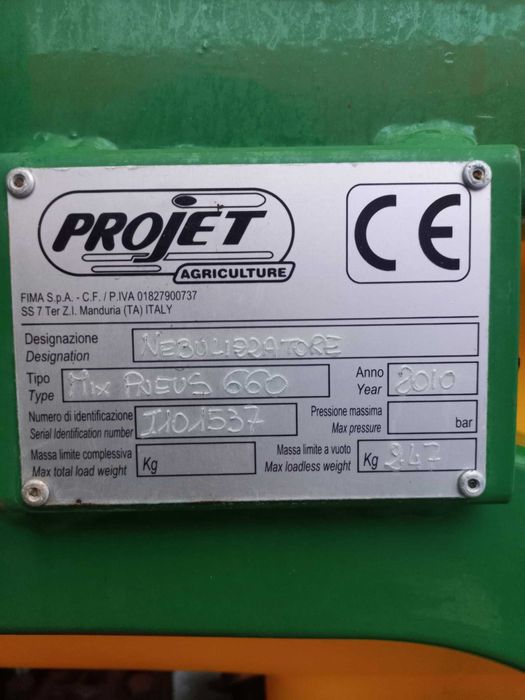 PROJET
AGRICULTURE
CE
FIMA S.p.A. - C.F. / P.IVA 01827900737
SS 7 Ter Z.I. Manduria (TA) ITALY
Designazione
Designation
NEBULIZZATORE
Tipo
Type
Mix PNEUS 660
Anno
Year
2010
Numero di identificazione
Serial Identification number
I101537
Pressione massima
Max pressure
bar
Massa limite complessiva
Max total load weight
Kg
Massa limite a vuoto
Max loadless weight
Kg 247